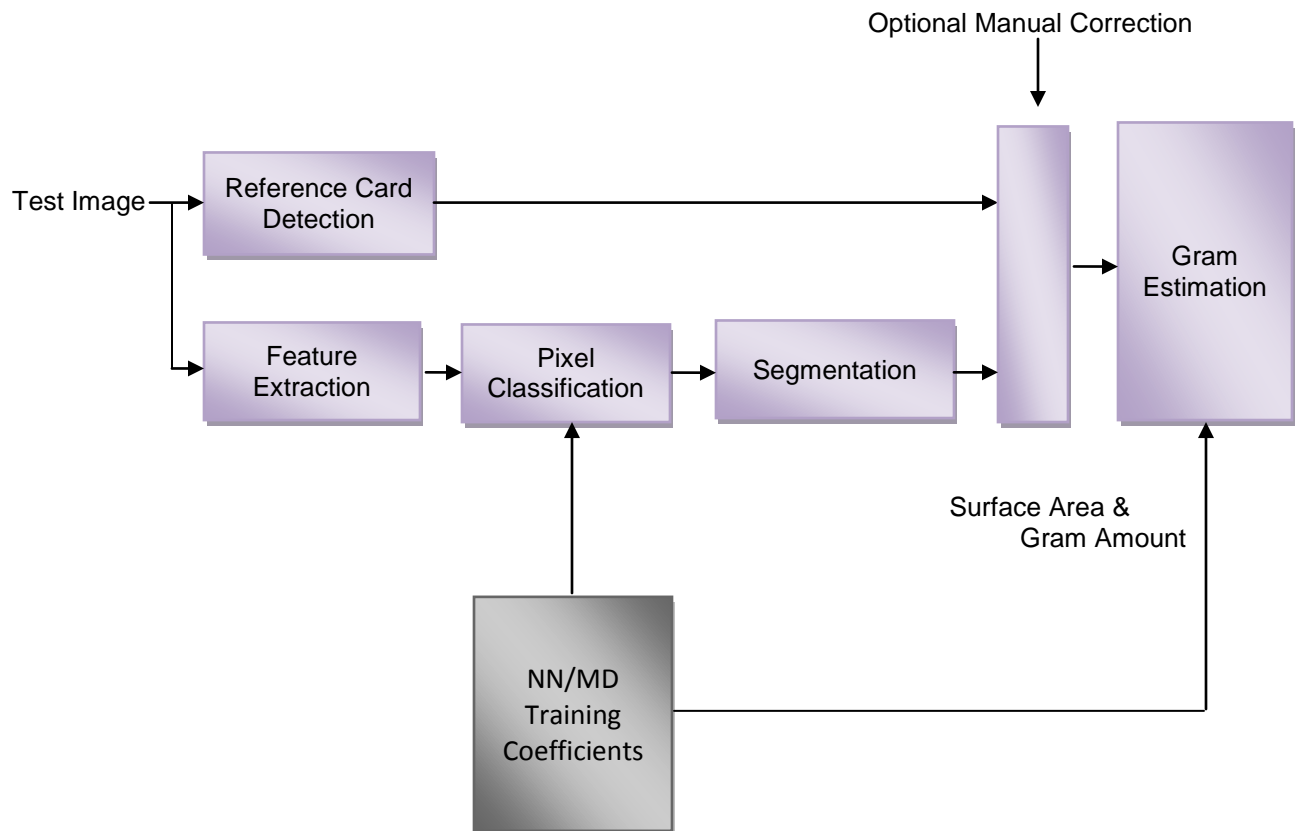 Optional Manual Correction
Test Image
Reference Card
Detection
Gram
Estimation
Feature
Extraction
Pixel
Classification
Segmentation
Surface Area &
Gram Amount
NN/MD
Training
Coefficients